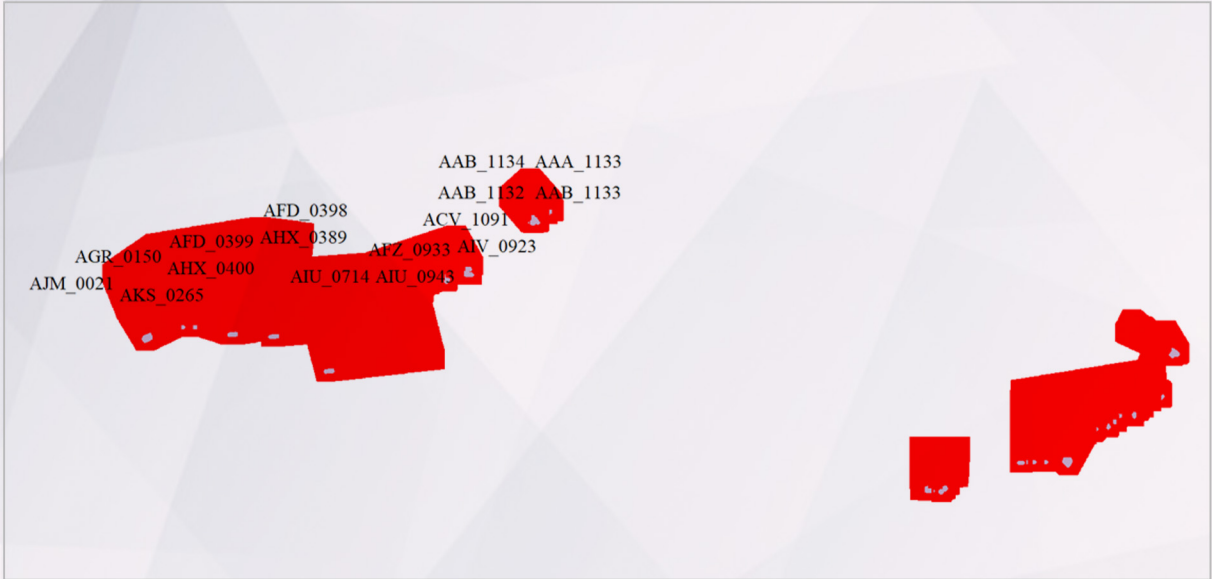 AAB_1134 AAA_1133
AAB_1132 AAB_1133
AFD_0398
ACV_1091
AFD_0399 AHX_0389
AFZ_0933 AIV_0923
AGR_0150
AHX_0400
AIU_0714 AIU_0943
AJM_0021
AKS_0265